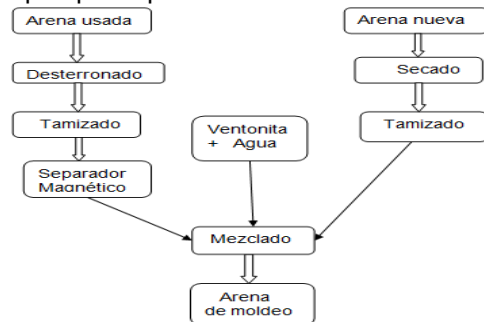 Arena usada
Arena nueva
Desterronado
Secado
Tamizado
Tamizado
Ventonita
+ Agua
Separador
Magnético
Mezclado
Arena
de moldeo